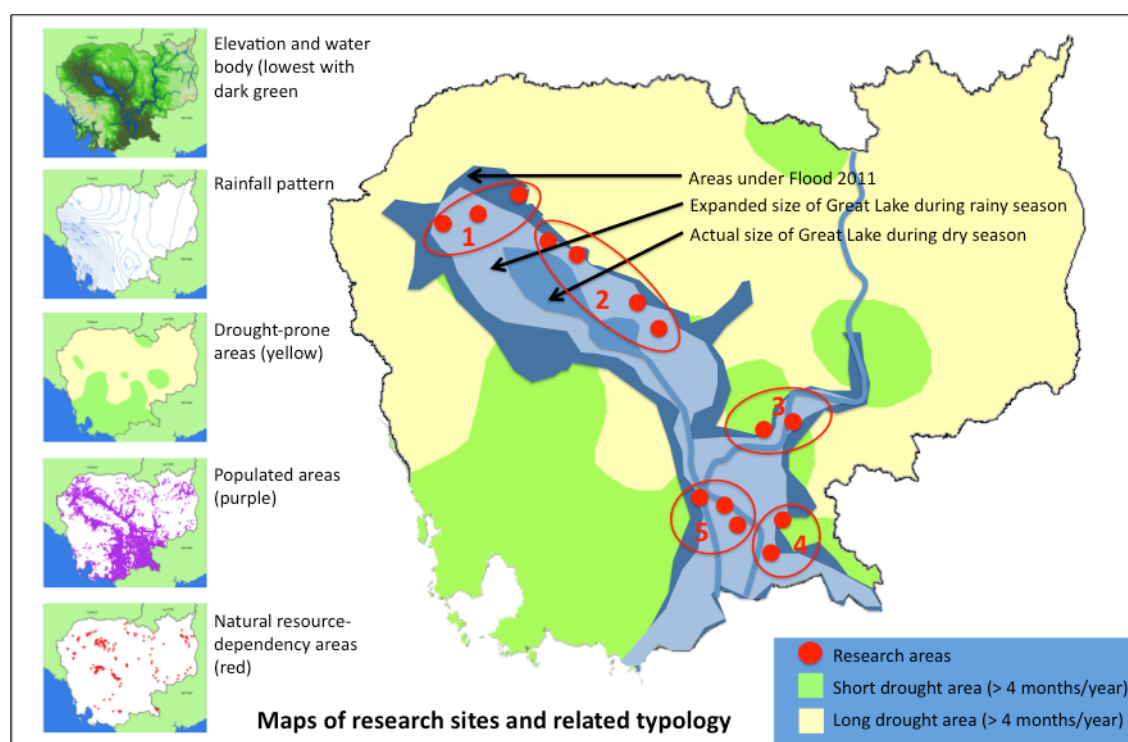 Elevation and water
body (lowest with
dark green
Rainfall pattern
Drought-prone
areas (yellow)
Populated areas
(purple)
Natural resource-
dependency areas
(red)
Areas under Flood 2011
Expanded size of Great Lake during rainy season
Actual size of Great Lake during dry season
1
2
3
5
4
Research areas
Short drought area (> 4 months/year)
Long drought area (> 4 months/year)
Maps of research sites and related typology